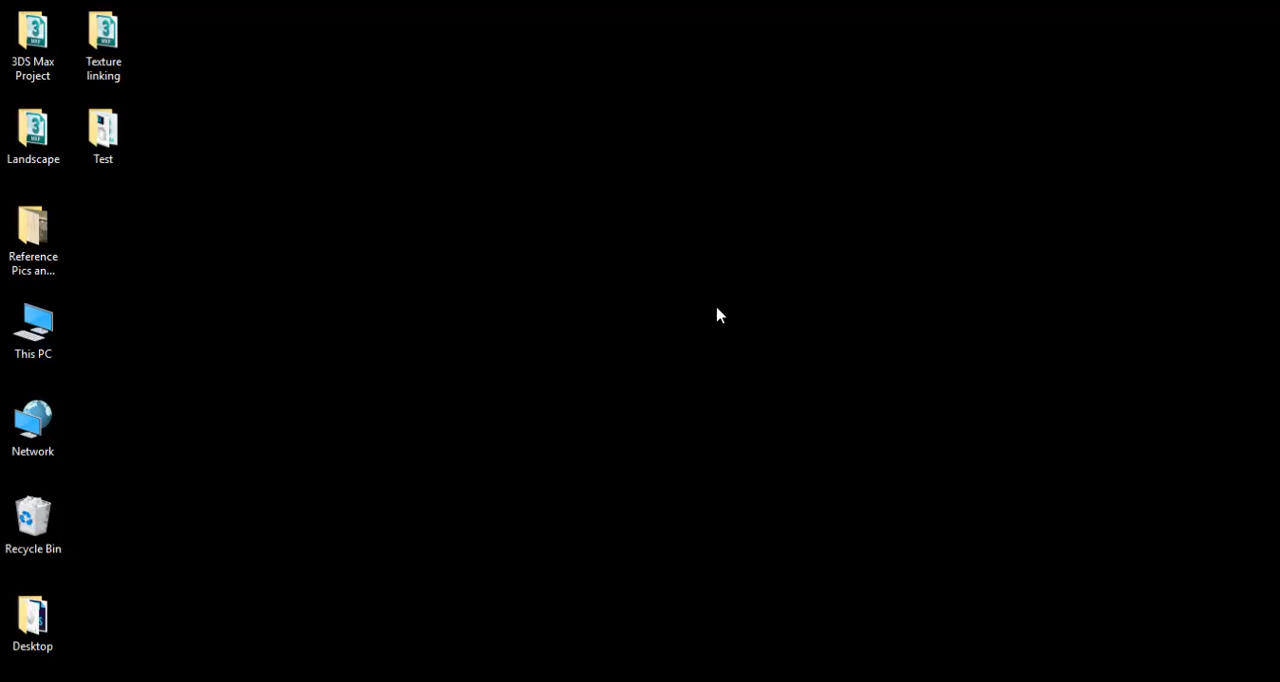 3DS Max
Project
Texture
linking
Landscape
Test
Reference
Pics an...
This PC
Network
Recycle Bin
Desktop